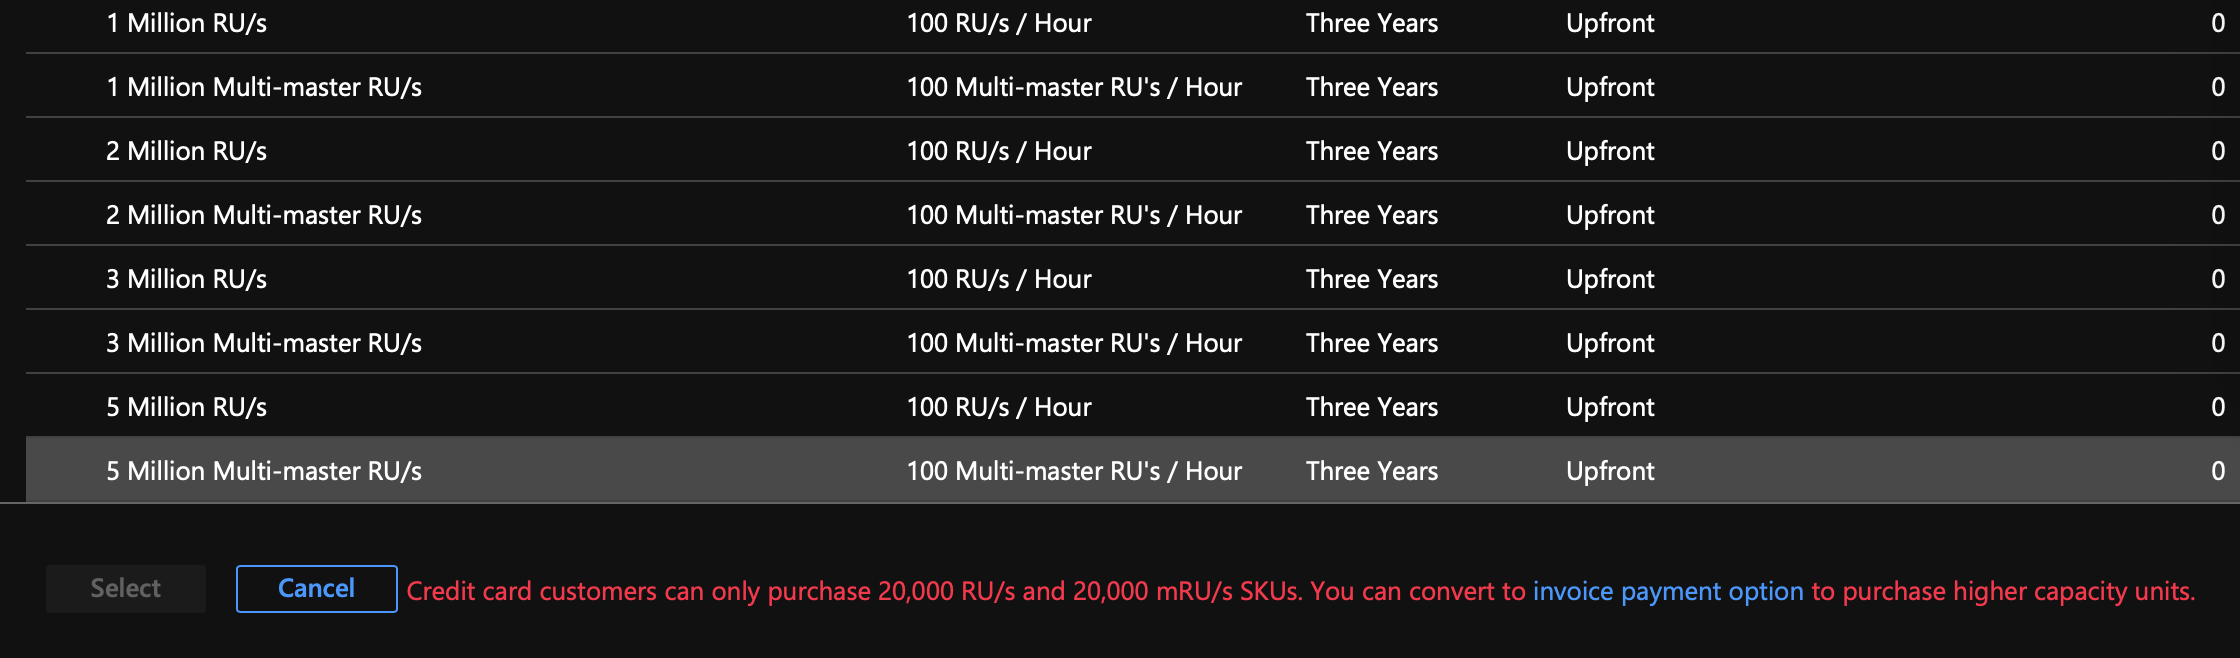 1 Million RU/s 100 RU/s / Hour Three Years Upfront 0
1 Million Multi-master RU/s 100 Multi-master RU's / Hour Three Years Upfront 0
2 Million RU/s 100 RU/s / Hour Three Years Upfront 0
2 Million Multi-master RU/s 100 Multi-master RU's / Hour Three Years Upfront 0
3 Million RU/s 100 RU/s / Hour Three Years Upfront 0
3 Million Multi-master RU/s 100 Multi-master RU's / Hour Three Years Upfront 0
5 Million RU/s 100 RU/s / Hour Three Years Upfront 0
5 Million Multi-master RU/s 100 Multi-master RU's / Hour Three Years Upfront 0
Select Cancel Credit card customers can only purchase 20,000 RU/s and 20,000 mRU/s SKUs. You can convert to invoice payment option to purchase higher capacity units.